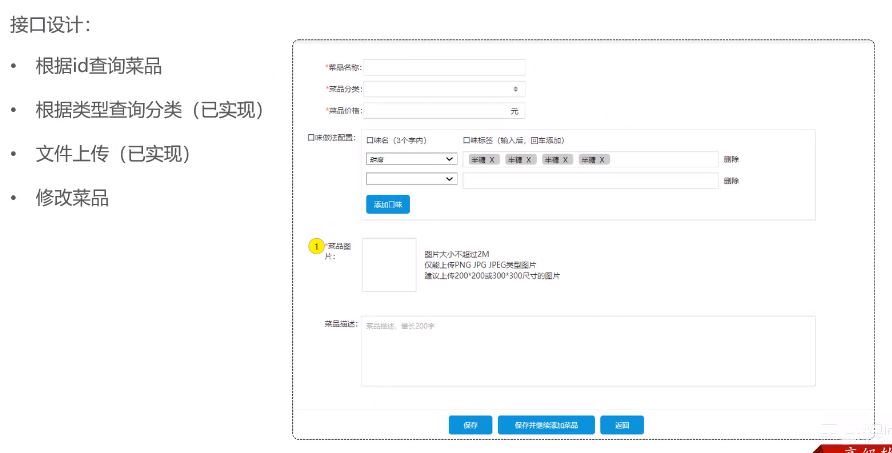 接口设计：
• 根据id查询菜品
• 根据类型查询分类（已实现）
• 文件上传（已实现）
• 修改菜品
*菜品名称:
*菜品分类:
*菜品价格: 元
口味做法配置:
口味名（3个字内） 口味标签（输入后，回车添加）
甜度 半糖 X 半糖 X 半糖 X 半糖 X 删除
删除
添加口味
1 *菜品图片:
图片大小不超过2M
仅能上传PNG JPG JPEG类型图片
建议上传200*200或300*300尺寸的图片
菜品描述: 菜品描述，最长200字
保存 保存并继续添加菜品 返回